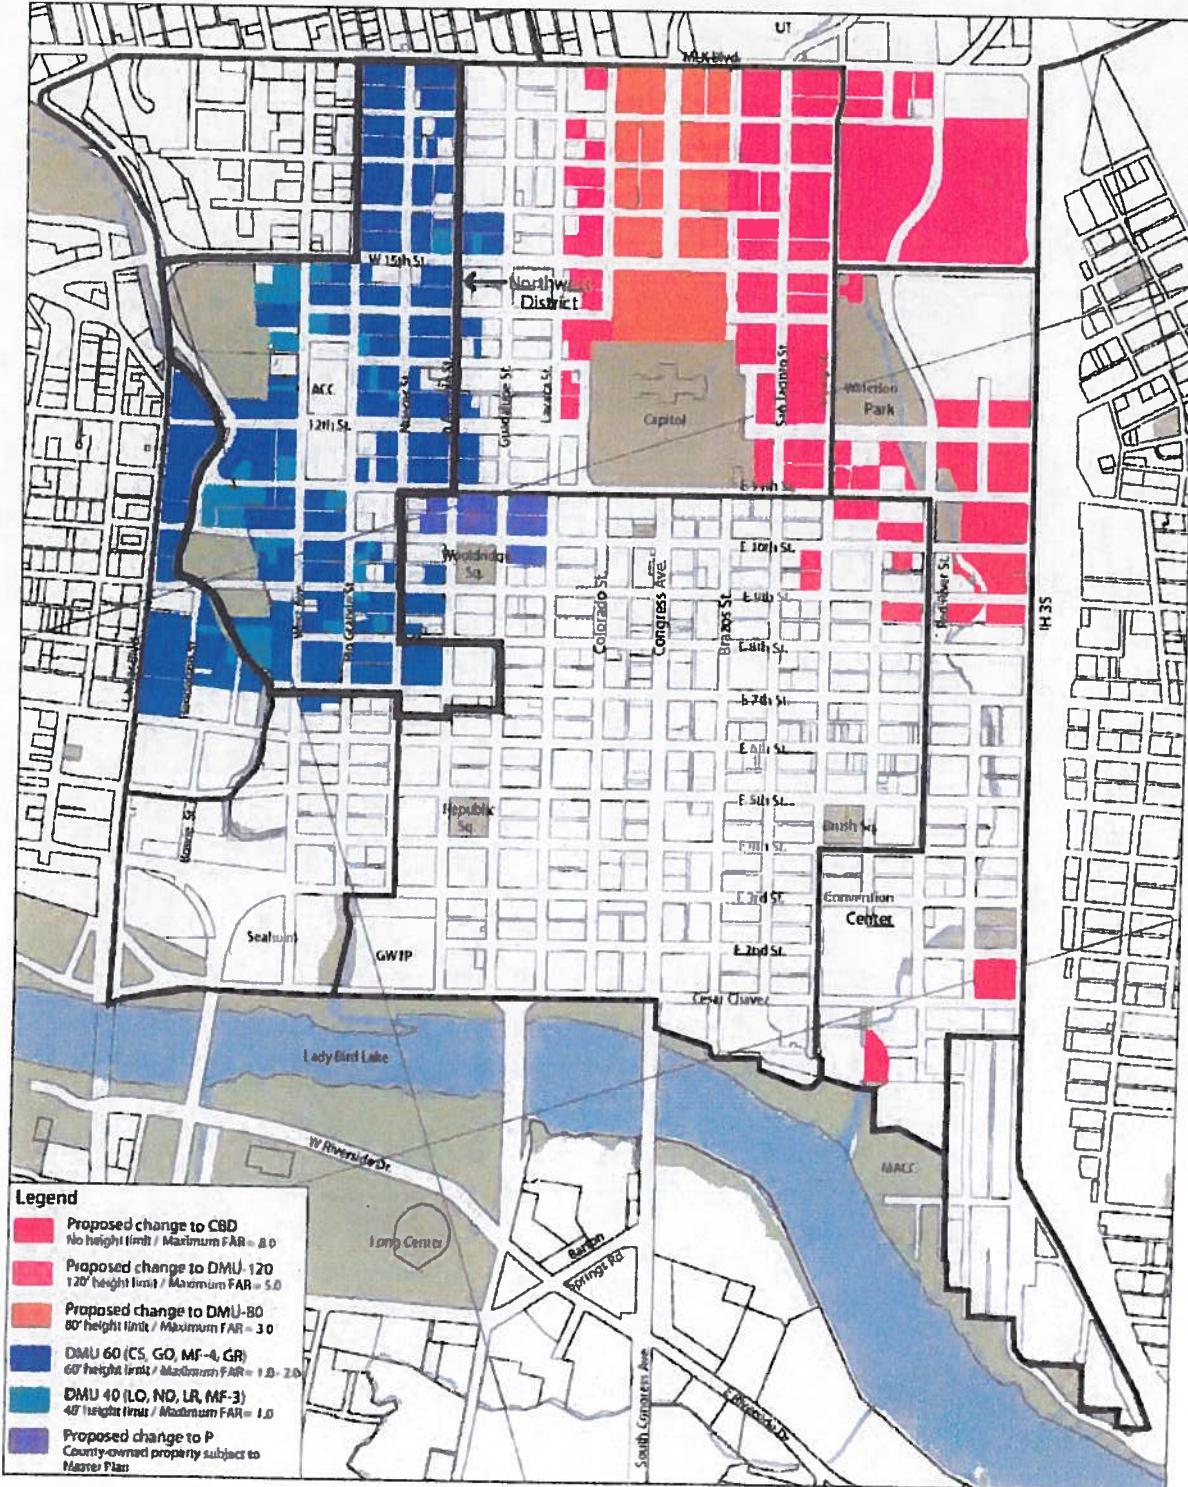 UT
MLK Blvd.
W 15th St.
Northwest
District
ACC
12th St.
Nueces St.
Guadalupe St.
Lavaca St.
Capitol
San Jacinto St.
Waterloo
Park
E 11th St.
Wooldridge
Sq.
E 10th St.
E 9th St.
Colorado St.
Congress Ave.
Brazos St.
Red River St.
IH 35
Rio Grande St.
West Ave.
E 8th St.
E 7th St.
E 6th St.
E 5th St.
Republic
Sq.
Brush Sq.
E 4th St.
Bowie St.
E 3rd St.
Convention
Center
Seaholm
GWTP
E 2nd St.
Cesar Chavez
Lady Bird Lake
W Riverside Dr.
MACC
Long Center
Barton
Springs Rd
South Congress Ave.
E Riverside Dr.
Legend
Proposed change to CBD
No height limit / Maximum FAR = 8.0
Proposed change to DMU-120
120' height limit / Maximum FAR = 5.0
Proposed change to DMU-80
80' height limit / Maximum FAR = 3.0
DMU 60 (CS, GO, MF-4, GR)
60' height limit / Maximum FAR = 1.0 - 2.0
DMU 40 (LO, NO, LR, MF-3)
40' height limit / Maximum FAR = 1.0
Proposed change to P
County-owned property subject to
Master Plan